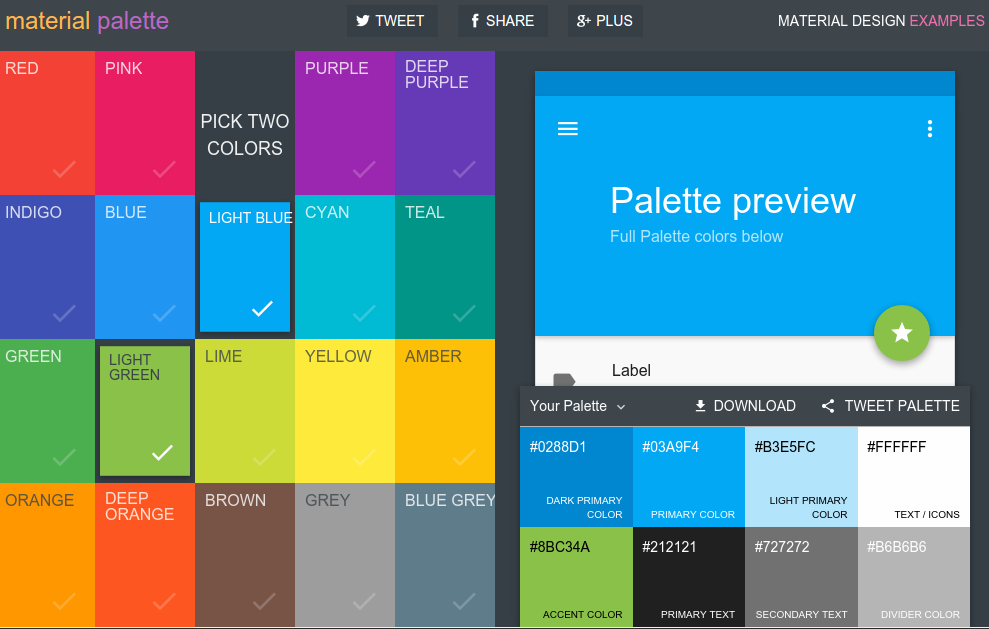 material palette
TWEET
SHARE
PLUS
MATERIAL DESIGN EXAMPLES
RED
PINK
PICK TWO
COLORS
PURPLE
DEEP
PURPLE
INDIGO
BLUE
LIGHT BLUE
CYAN
TEAL
GREEN
LIGHT
GREEN
LIME
YELLOW
AMBER
ORANGE
DEEP
ORANGE
BROWN
GREY
BLUE GREY
Palette preview
Full Palette colors below
Label
Your Palette
DOWNLOAD
TWEET PALETTE
#0288D1
DARK PRIMARY
COLOR
#03A9F4
PRIMARY COLOR
#B3E5FC
LIGHT PRIMARY
COLOR
#FFFFFF
TEXT / ICONS
#8BC34A
ACCENT COLOR
#212121
PRIMARY TEXT
#727272
SECONDARY TEXT
#B6B6B6
DIVIDER COLOR